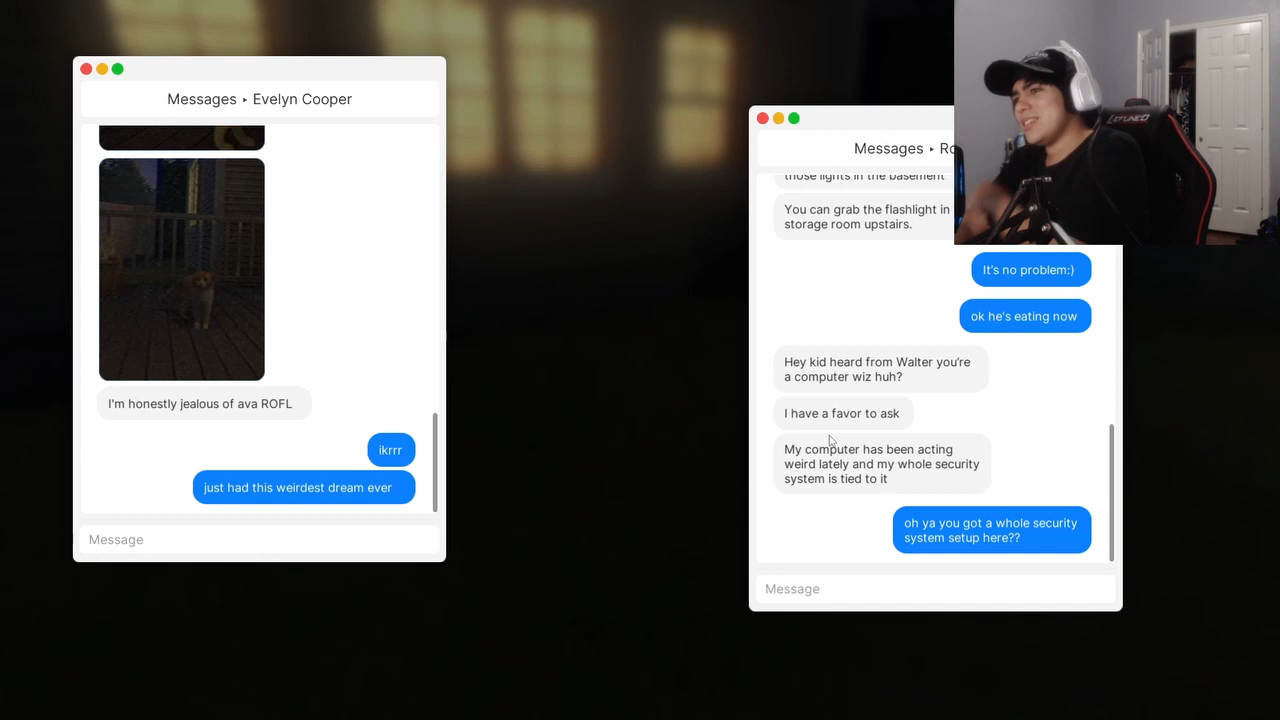 Messages ‣ Evelyn Cooper
I'm honestly jealous of ava ROFL
ikrrr
just had this weirdest dream ever
Message
Messages ‣ Ro
those lights in the basement
You can grab the flashlight in
storage room upstairs.
It's no problem:)
ok he's eating now
Hey kid heard from Walter you're
a computer wiz huh?
I have a favor to ask
My computer has been acting
weird lately and my whole security
system is tied to it
oh ya you got a whole security
system setup here??
Message